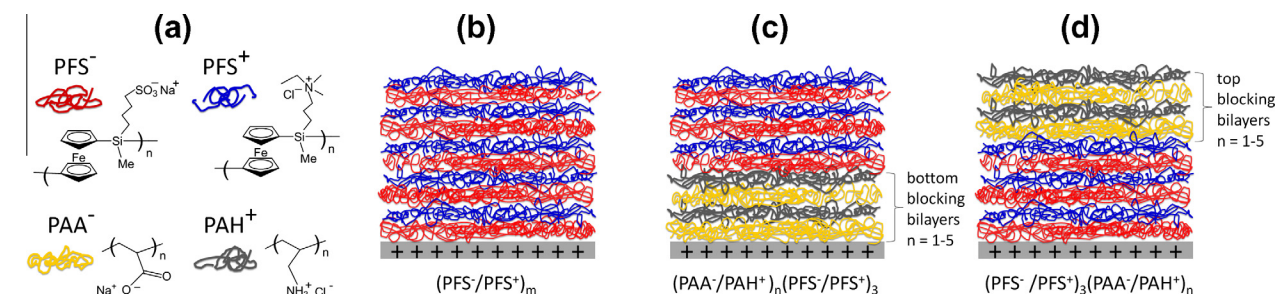 (a)
PFS⁻
PFS⁺
SO₃⁻Na⁺
Cl⁻
N⁺
Si
n
Me
Fe
Si
n
Me
Fe
PAA⁻
PAH⁺
n
O
Na⁺ O⁻
n
NH₃⁺Cl⁻
(b)
+ + + + + + + + + +
(PFS⁻/PFS⁺)m
(c)
bottom
blocking
bilayers
n = 1-5
+ + + + + + + + + +
(PAA⁻/PAH⁺)n(PFS⁻/PFS⁺)3
(d)
top
blocking
bilayers
n = 1-5
+ + + + + + + + + +
(PFS⁻ /PFS⁺)3(PAA⁻/PAH⁺)n